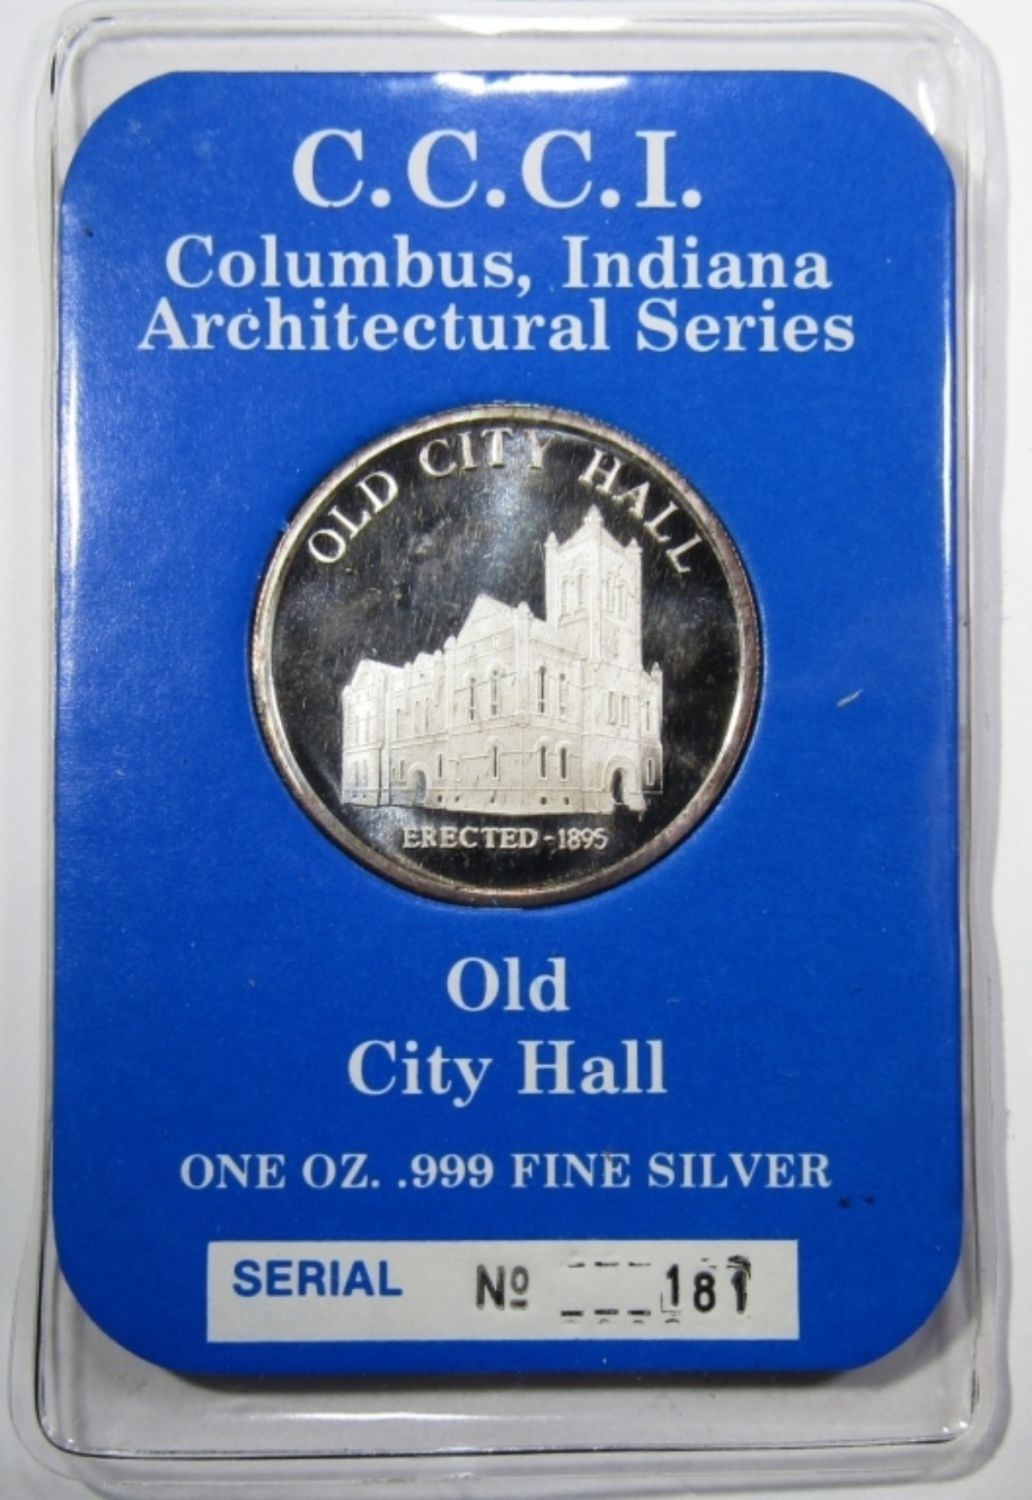 C.C.C.I.
Columbus, Indiana
Architectural Series
OLD CITY HALL
ERECTED - 1895
Old
City Hall
ONE OZ. .999 FINE SILVER
SERIAL Nº 181